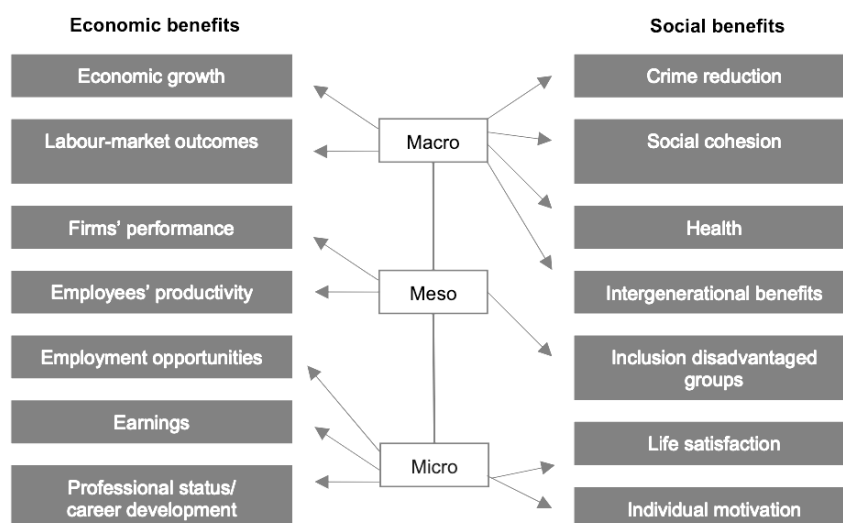 Economic benefits
Social benefits
Economic growth
Crime reduction
Macro
Labour-market outcomes
Social cohesion
Firms' performance
Health
Meso
Employees' productivity
Intergenerational benefits
Employment opportunities
Inclusion disadvantaged
groups
Earnings
Life satisfaction
Micro
Professional status/
career development
Individual motivation